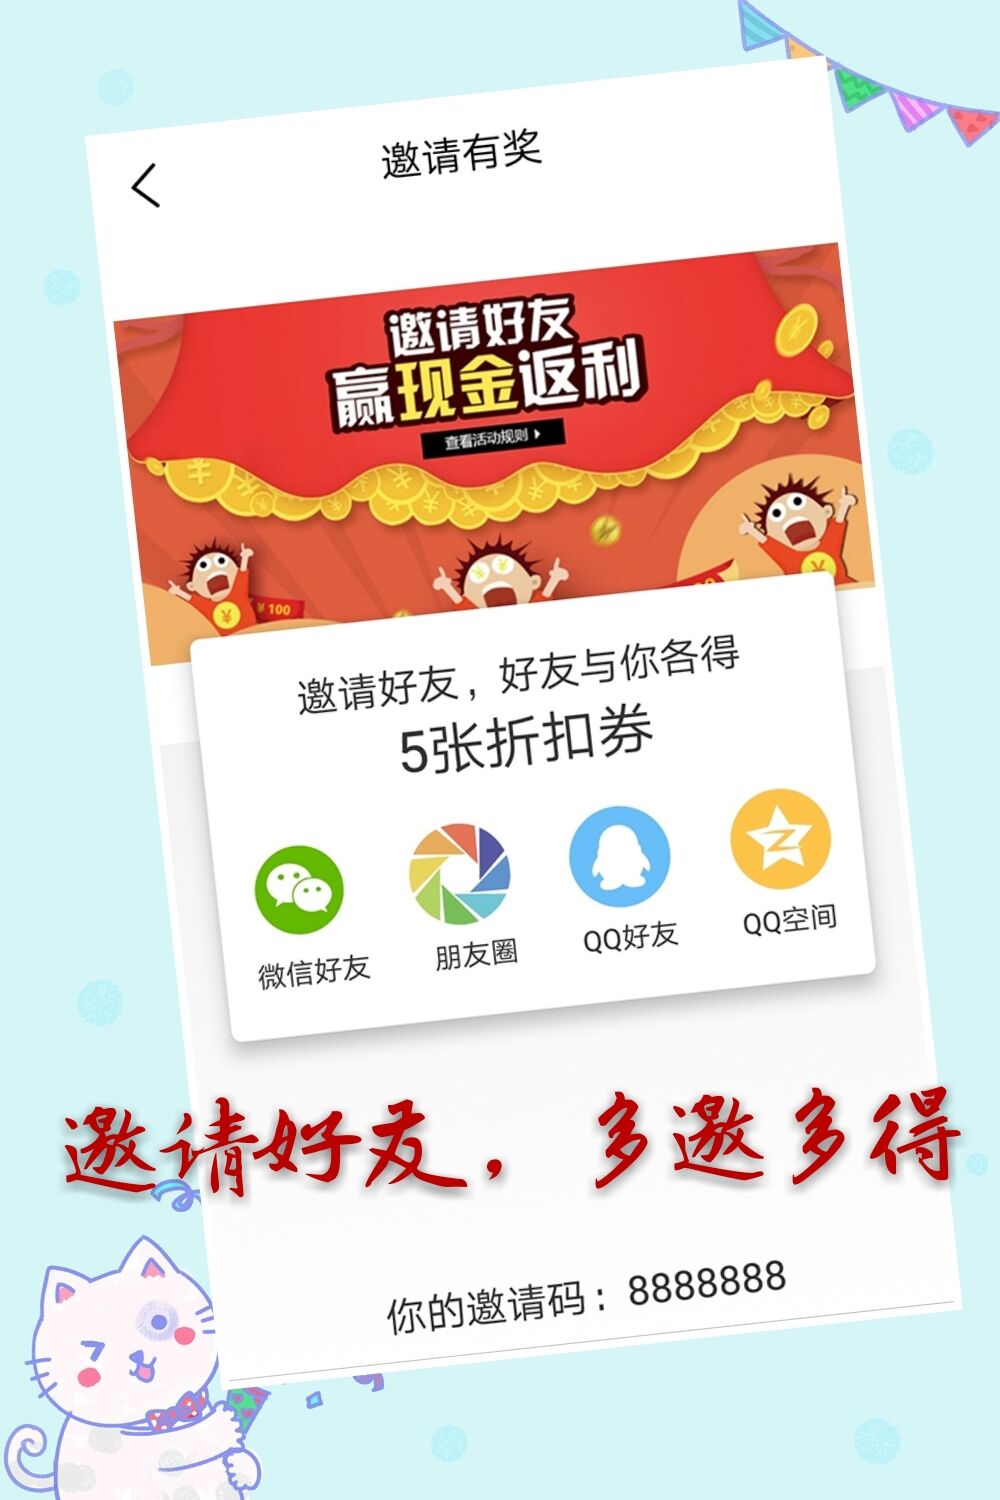 邀请有奖
邀请好友
赢现金返利
查看活动规则
¥100
邀请好友，好友与你各得
5张折扣券
微信好友 朋友圈 QQ好友 QQ空间
邀请好友，多邀多得
你的邀请码：8888888